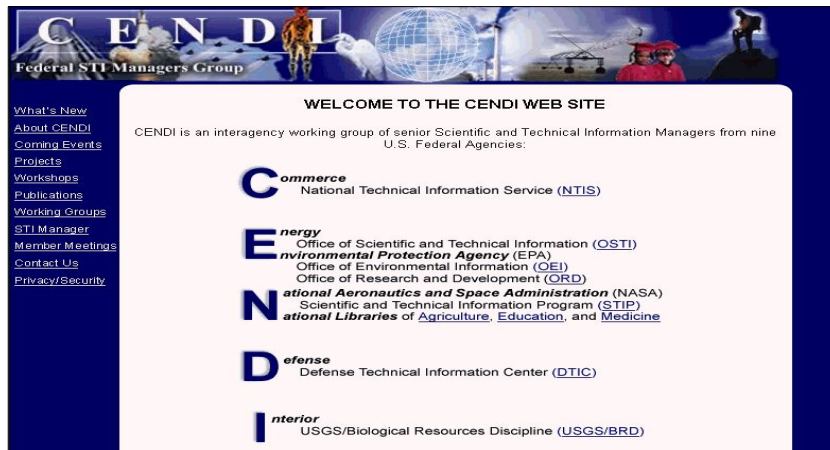 C E N D I
Federal STI Managers Group
What's New
About CENDI
Coming Events
Projects
Workshops
Publications
Working Groups
STI Manager
Member Meetings
Contact Us
Privacy/Security
WELCOME TO THE CENDI WEB SITE
CENDI is an interagency working group of senior Scientific and Technical Information Managers from nine
U.S. Federal Agencies:
Commerce
National Technical Information Service (NTIS)
Energy
Office of Scientific and Technical Information (OSTI)
Environmental Protection Agency (EPA)
Office of Environmental Information (OEI)
Office of Research and Development (ORD)
National Aeronautics and Space Administration (NASA)
Scientific and Technical Information Program (STIP)
National Libraries of Agriculture, Education, and Medicine
Defense
Defense Technical Information Center (DTIC)
Interior
USGS/Biological Resources Discipline (USGS/BRD)